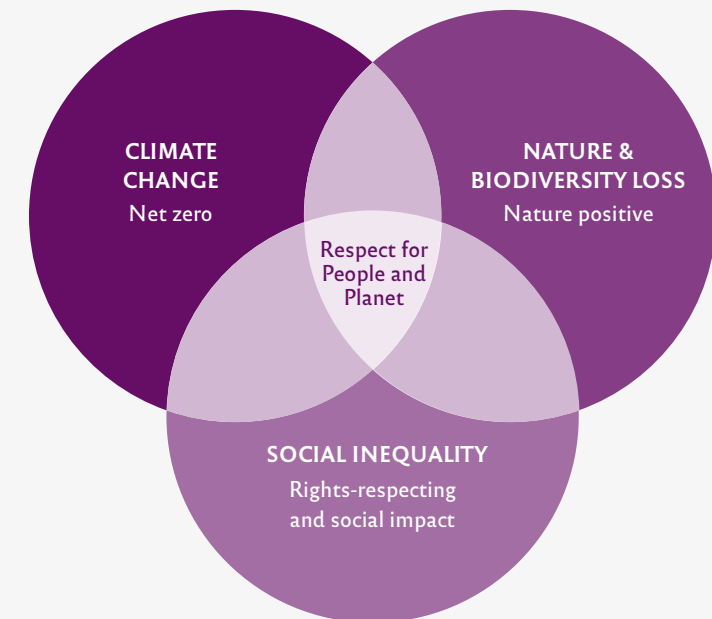 CLIMATE
CHANGE
Net zero
NATURE &
BIODIVERSITY LOSS
Nature positive
Respect for
People and
Planet
SOCIAL INEQUALITY
Rights-respecting
and social impact